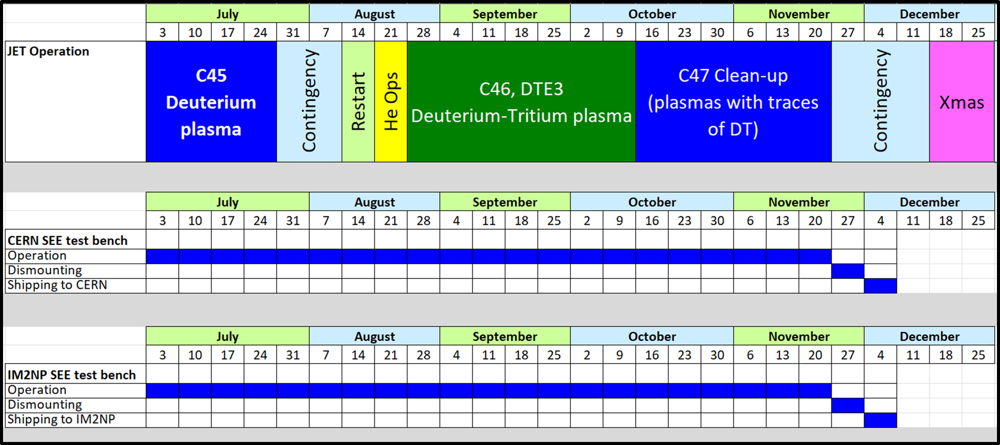 July August September October November December
3 10 17 24 31 7 14 21 28 4 11 18 25 2 9 16 23 30 6 13 20 27 4 11 18 25
JET Operation
C45
Deuterium
plasma
Contingency
Restart
He Ops
C46, DTE3
Deuterium-Tritium plasma
C47 Clean-up
(plasmas with traces
of DT)
Contingency
Xmas
July August September October November December
3 10 17 24 31 7 14 21 28 4 11 18 25 2 9 16 23 30 6 13 20 27 4 11 18 25
CERN SEE test bench
Operation
Dismounting
Shipping to CERN
July August September October November December
3 10 17 24 31 7 14 21 28 4 11 18 25 2 9 16 23 30 6 13 20 27 4 11 18 25
IM2NP SEE test bench
Operation
Dismounting
Shipping to IM2NP